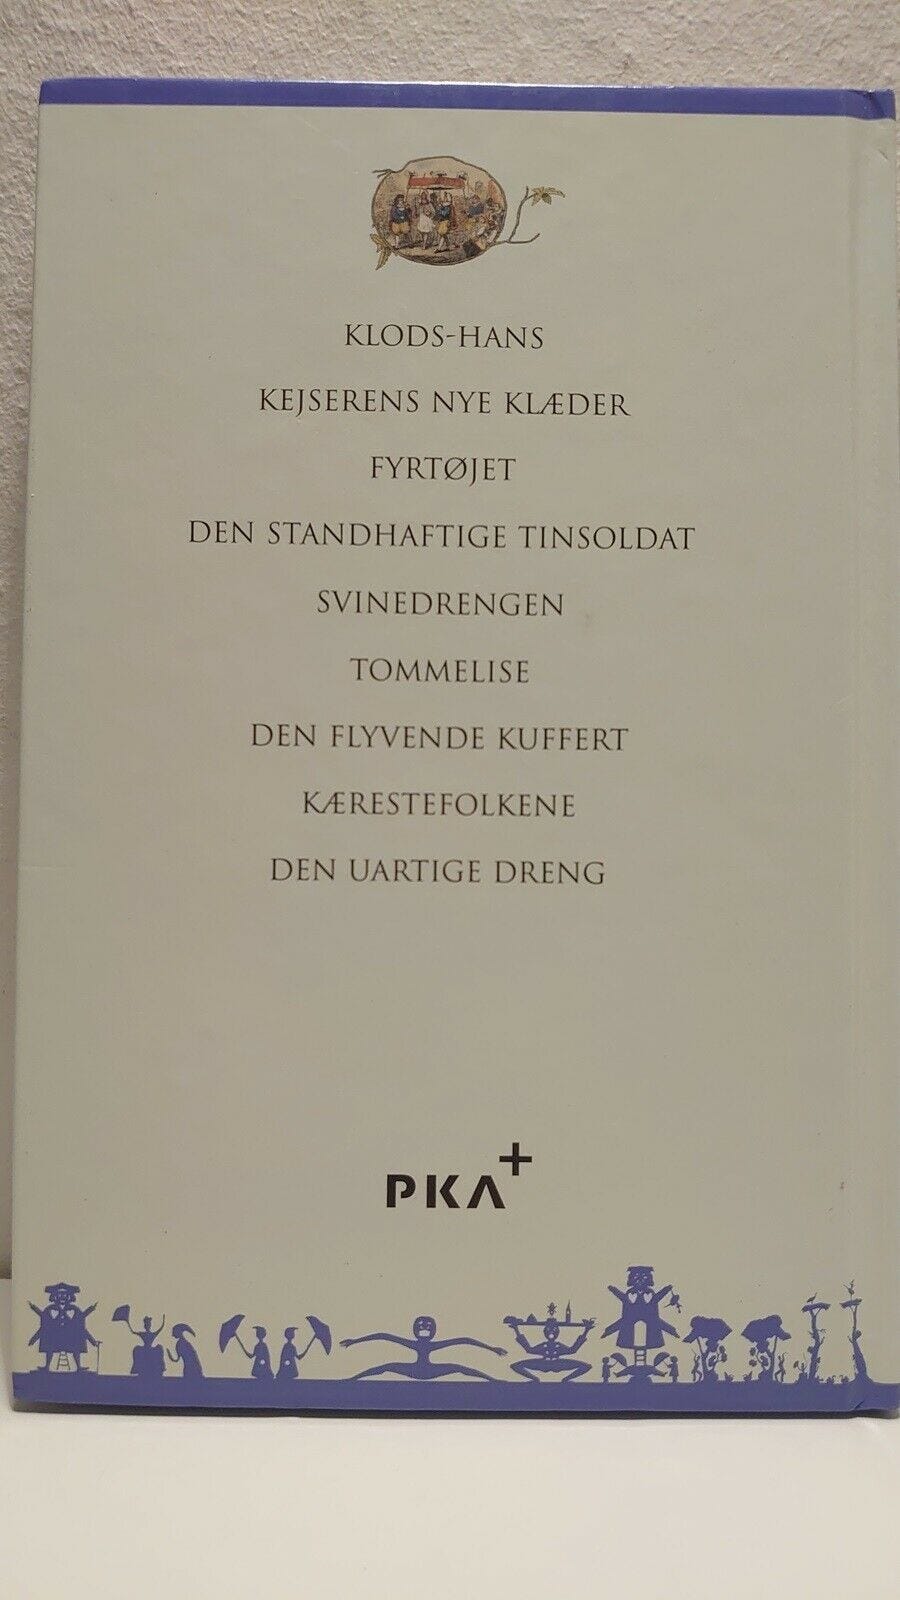 KLODS-HANS
KEJSERENS NYE KLÆDER
FYRTØJET
DEN STANDHAFTIGE TINSOLDAT
SVINEDRENGEN
TOMMELISE
DEN FLYVENDE KUFFERT
KÆRESTEFOLKENE
DEN UARTIGE DRENG
PKA+